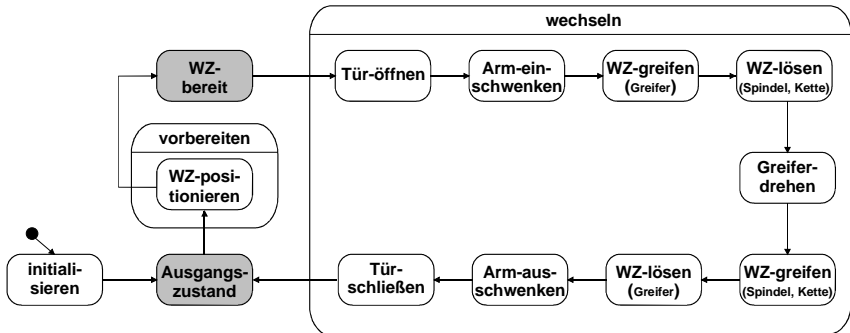 wechseln
WZ-
bereit
Tür-öffnen
Arm-ein-
schwenken
WZ-greifen
(Greifer)
WZ-lösen
(Spindel, Kette)
vorbereiten
WZ-posi-
tionieren
Greifer-
drehen
initiali-
sieren
Ausgangs-
zustand
Tür-
schließen
Arm-aus-
schwenken
WZ-lösen
(Greifer)
WZ-greifen
(Spindel, Kette)